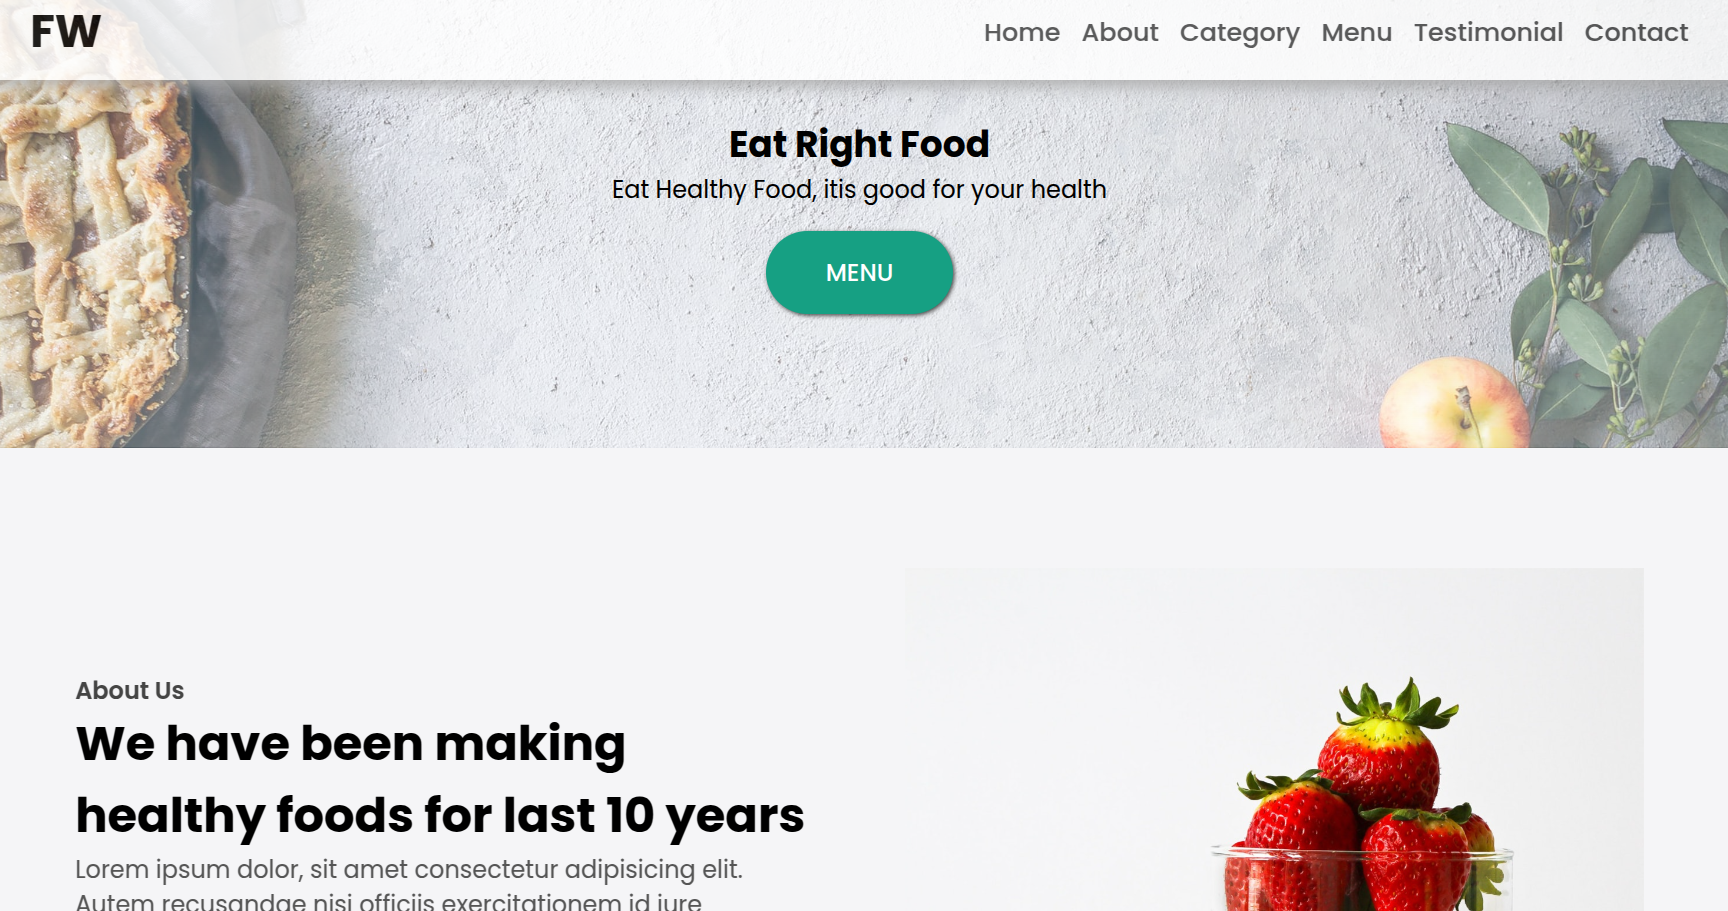 FW
Home About Category Menu Testimonial Contact
Eat Right Food
Eat Healthy Food, itis good for your health
MENU
About Us
We have been making
healthy foods for last 10 years
Lorem ipsum dolor, sit amet consectetur adipisicing elit.
Autem recusandae nisi officiis exercitationem id iure